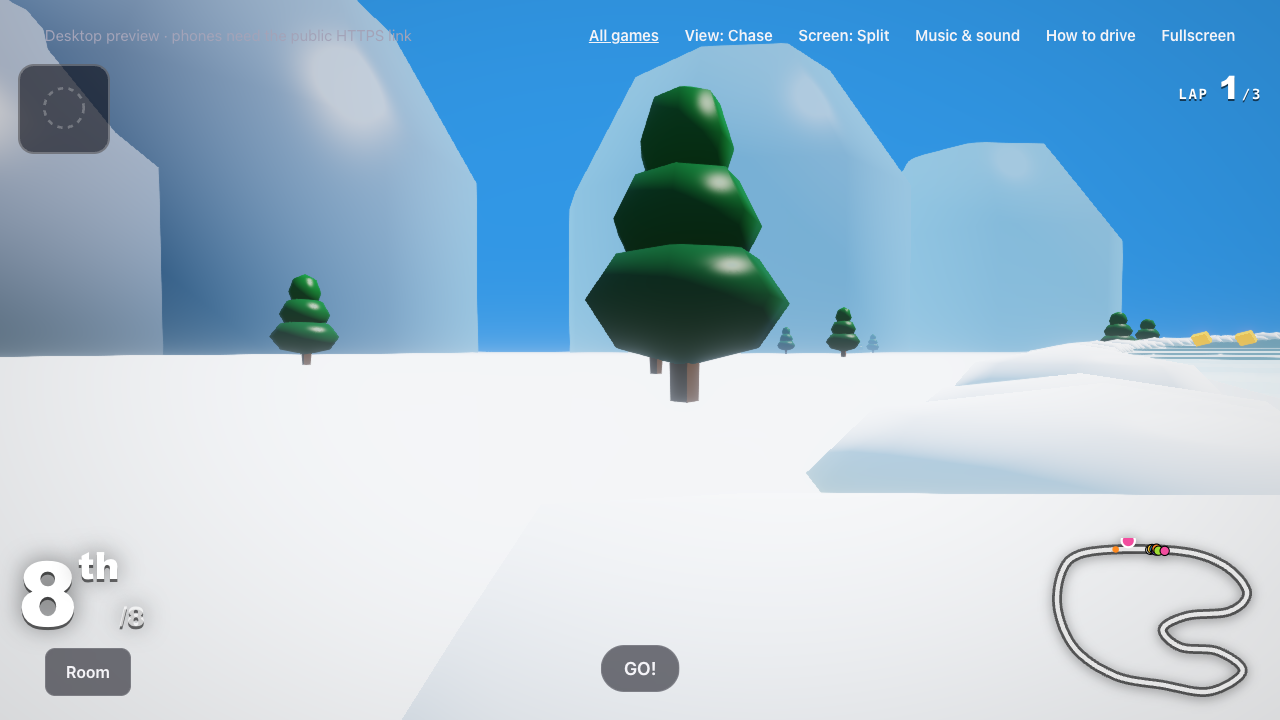 Desktop preview · phones need the public HTTPS link
All games View: Chase Screen: Split Music & sound How to drive Fullscreen
LAP 1/3
8th /8
Room
GO!